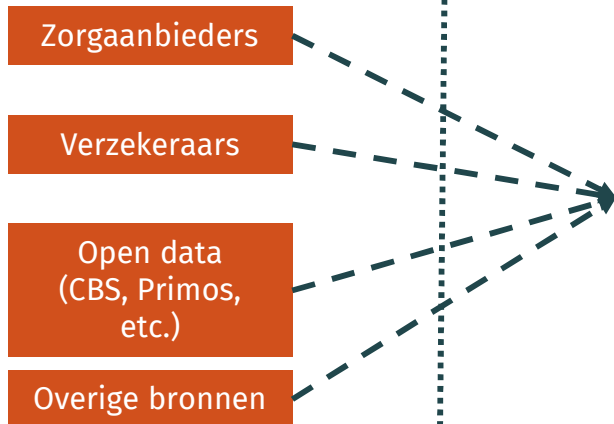 Zorgaanbieders
Verzekeraars
Open data
(CBS, Primos,
etc.)
Overige bronnen